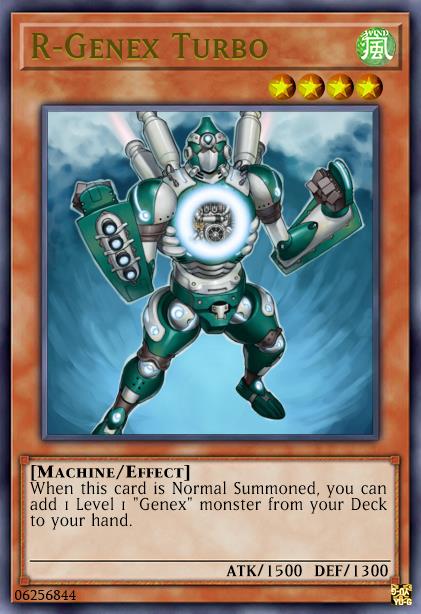 R-Genex Turbo
WIND
風
[Machine/Effect]
When this card is Normal Summoned, you can
add 1 Level 1 "Genex" monster from your Deck
to your hand.
ATK/1500 DEF/1300
06256844